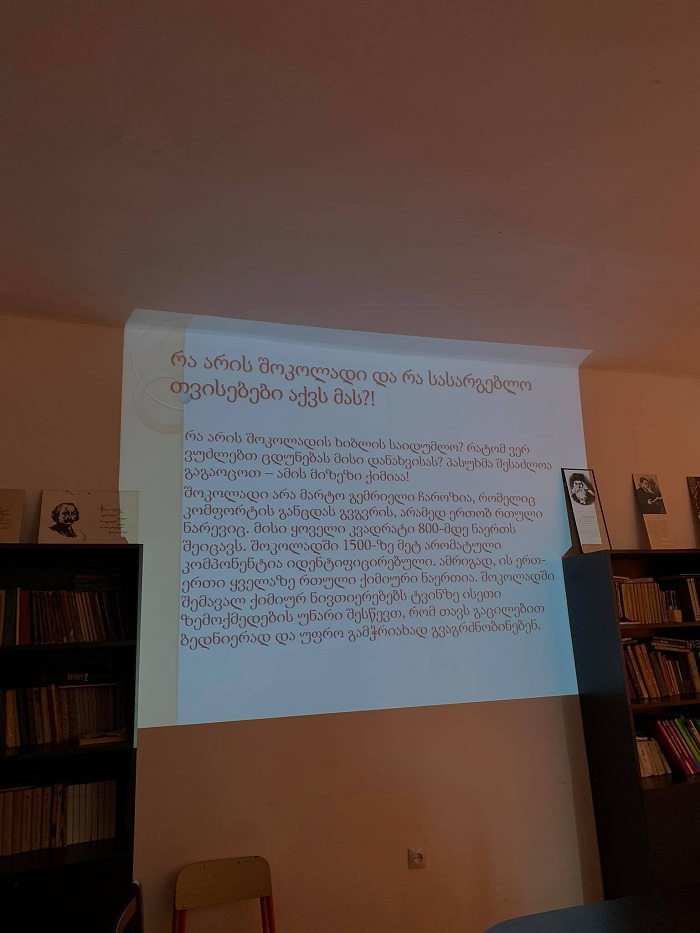 რა არის შოკოლადი და რა სასარგებლო
თვისებები აქვს მას?!
რა არის შოკოლადის ხიბლის საიდუმლო? რატომ ვერ
ვუძლებთ ცდუნებას მისი დანახვისას? პასუხმა შესაძლოა
გაგაოცოთ – ამის მიზეზი ქიმიაა!
შოკოლადი არა მარტო გემრიელი ჩაროზია, რომელიც
კომფორტის განცდას გვგვრის, არამედ ერთობ რთული
ნარევიც. მისი ყოველი კვადრატი 800-მდე ნაერთს
შეიცავს. შოკოლადში 1500-ზე მეტ არომატული
კომპონენტია იდენტიფიცირებული. ამრიგად, ის ერთ-
ერთი ყველაზე რთული ქიმიური ნაერთია. შოკოლადში
შემავალ ქიმიურ ნივთიერებებს ტვინზე ისეთი
ზემოქმედების უნარი შესწევთ, რომ თავს გაცილებით
ბედნიერად და უფრო გამჭრიახად გვაგრძნობინებენ.